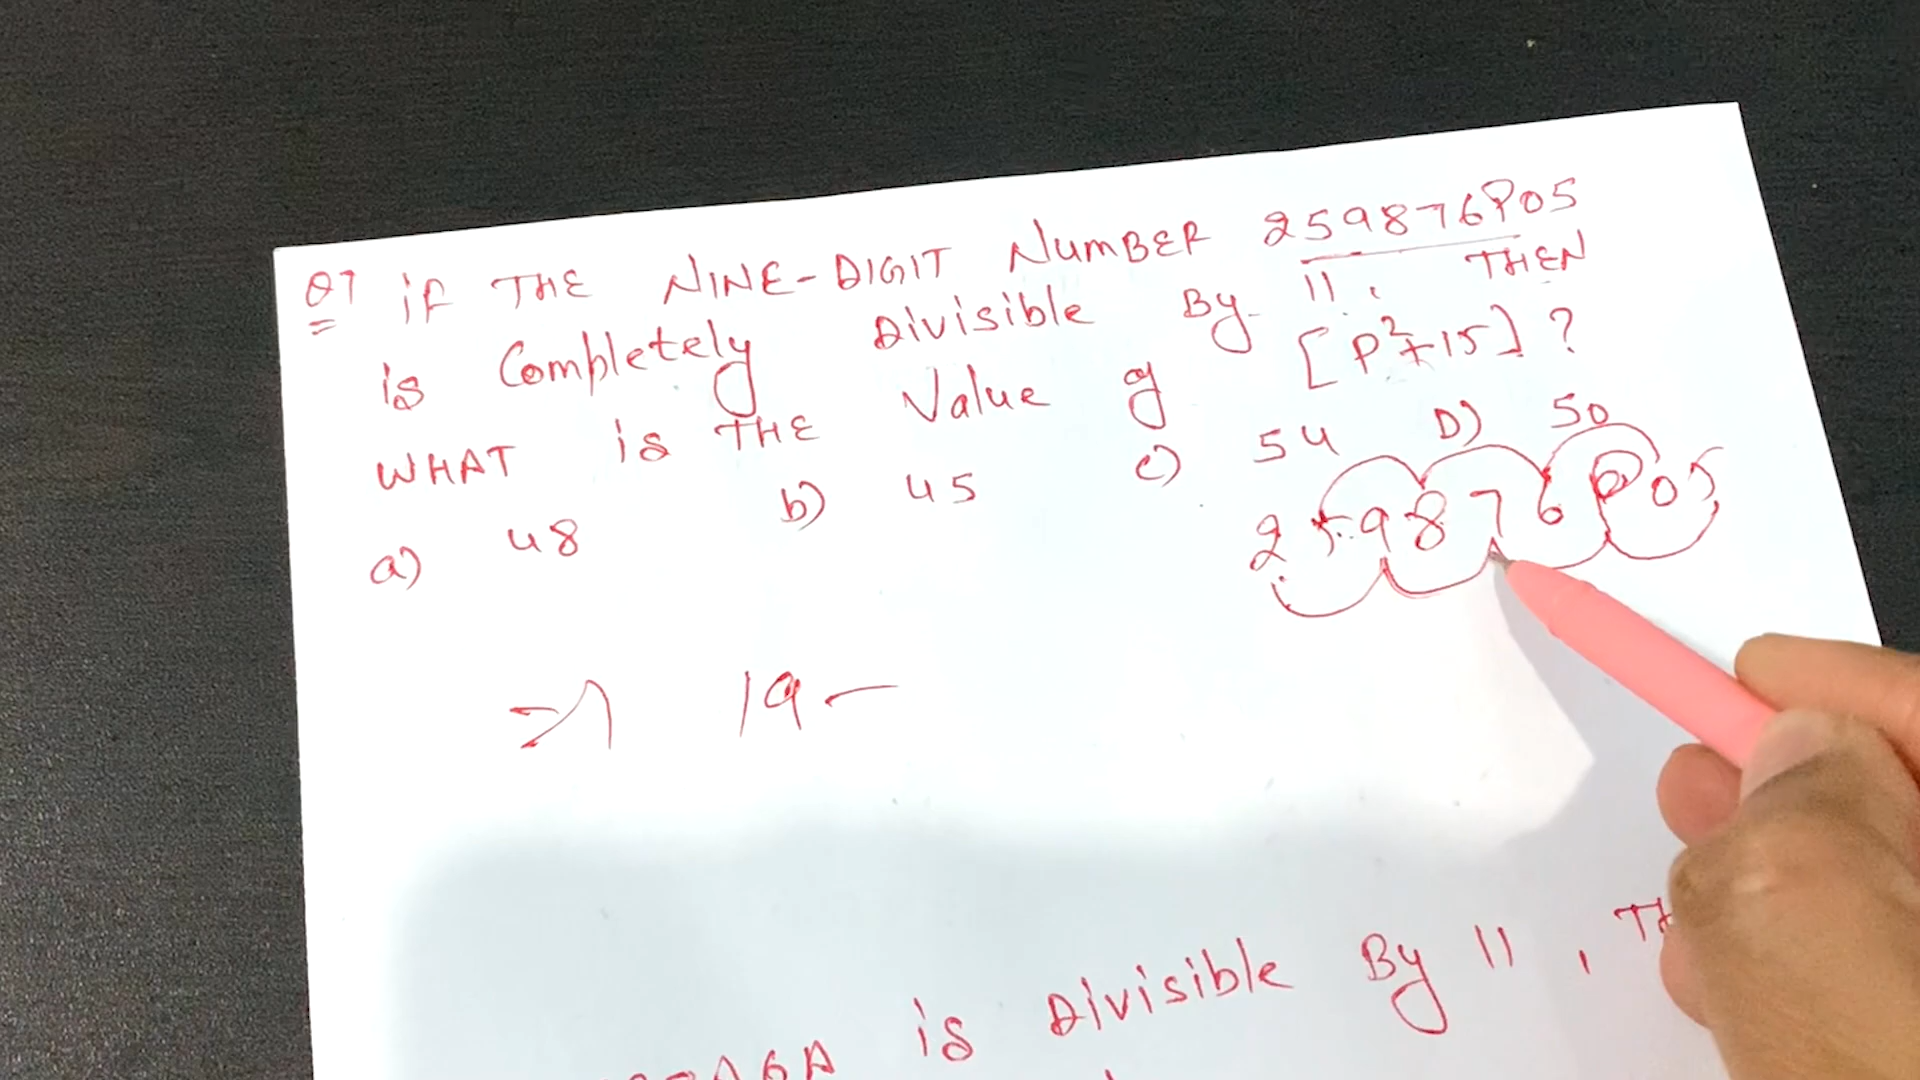 Q7 if THE NINE-DIGIT NUMBER 259876P05
is Completely Divisible By 11, THEN
WHAT is THE Value of [P²+15]?
a) 48 b) 45 c) 54 D) 50
259876P05
=) 19-
is Divisible By 11, TH